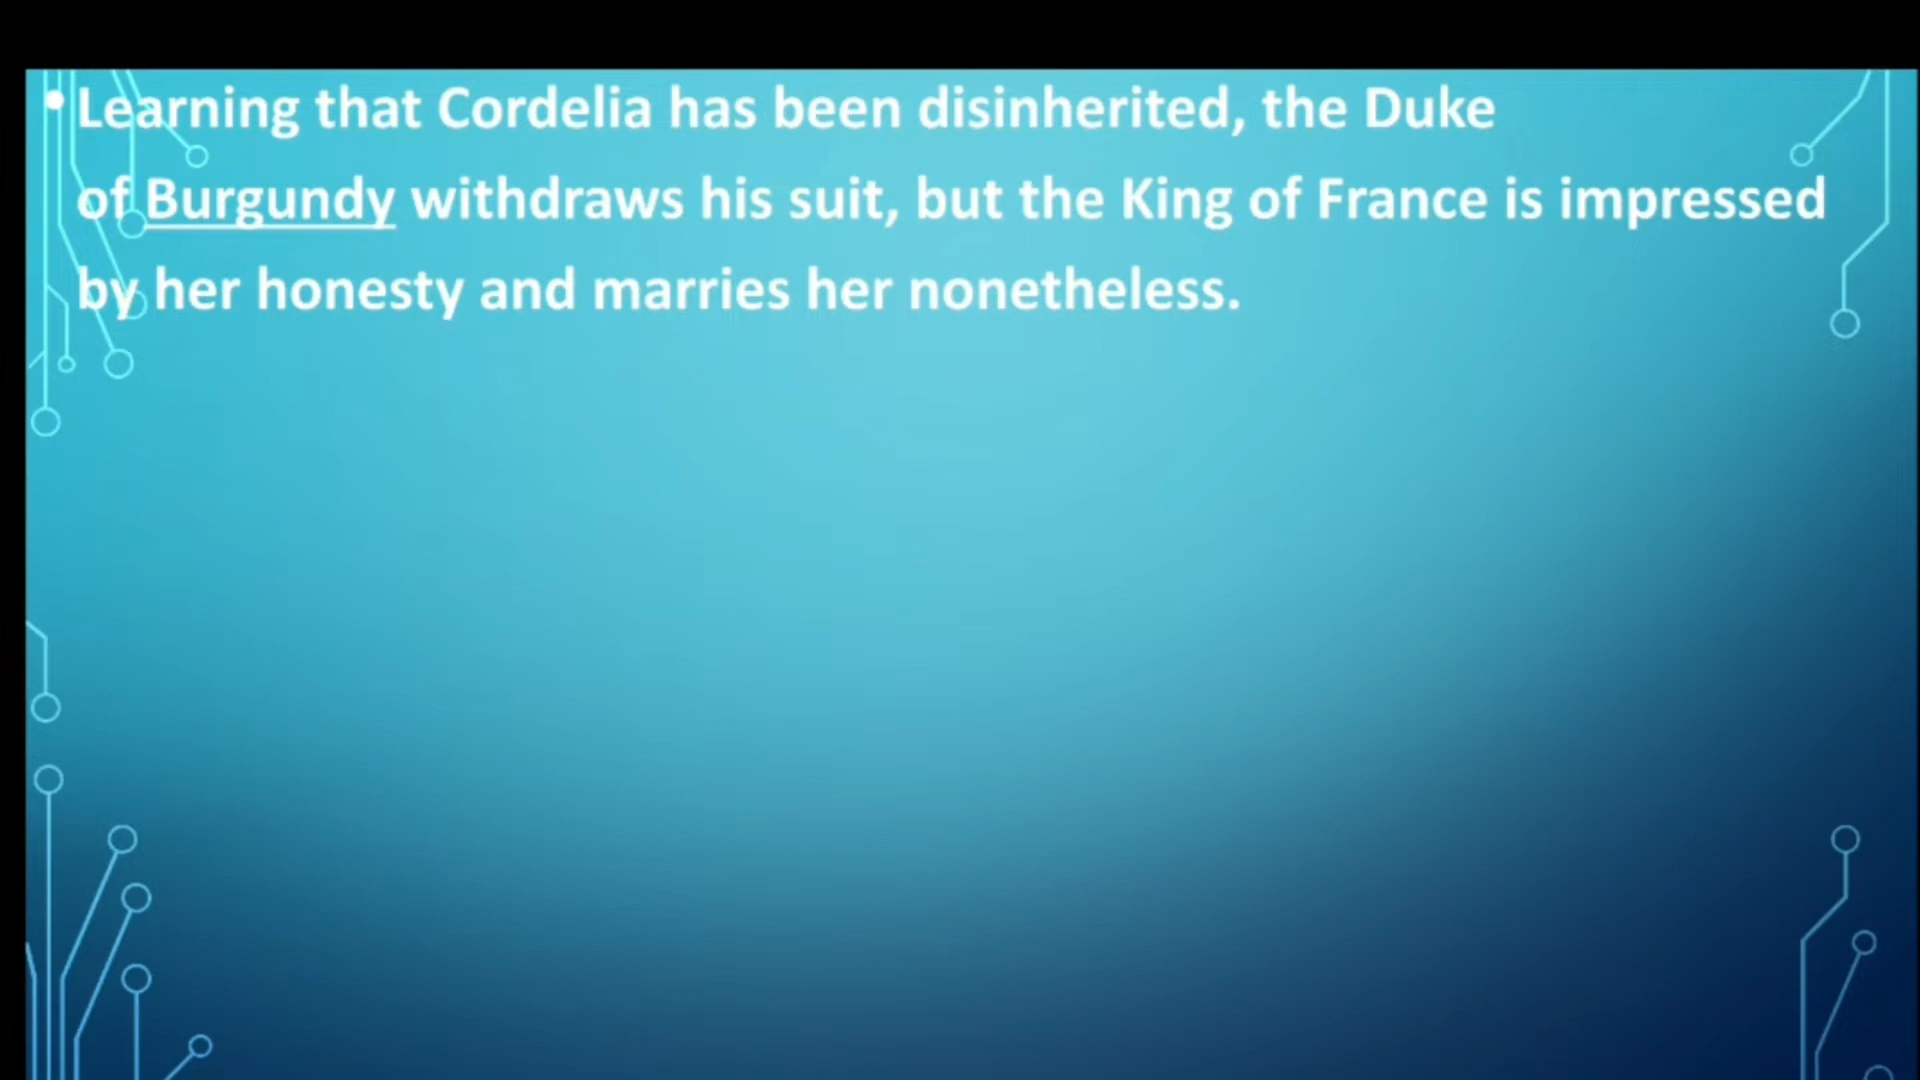 • Learning that Cordelia has been disinherited, the Duke
of Burgundy withdraws his suit, but the King of France is impressed
by her honesty and marries her nonetheless.